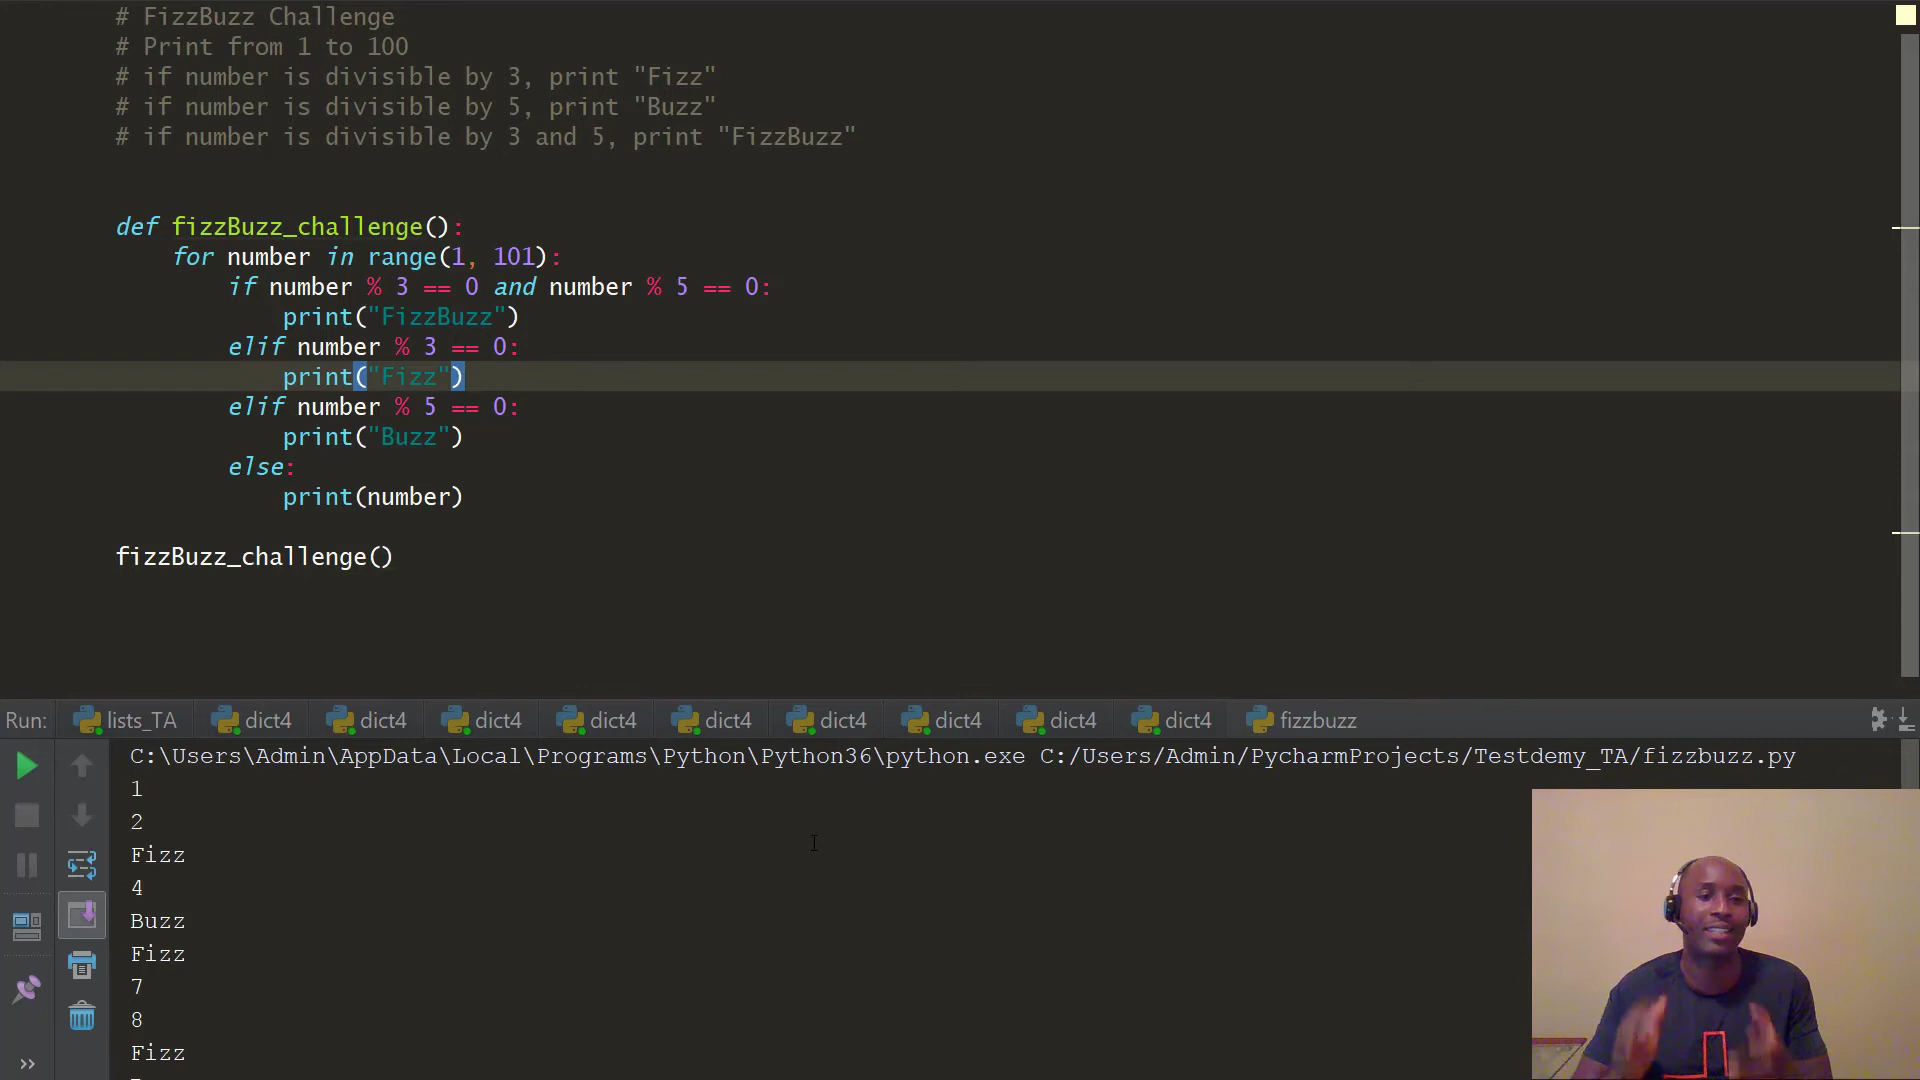 # FizzBuzz Challenge
# Print from 1 to 100
# if number is divisible by 3, print "Fizz"
# if number is divisible by 5, print "Buzz"
# if number is divisible by 3 and 5, print "FizzBuzz"
def fizzBuzz_challenge():
for number in range(1, 101):
if number % 3 == 0 and number % 5 == 0:
print("FizzBuzz")
elif number % 3 == 0:
print("Fizz")
elif number % 5 == 0:
print("Buzz")
else:
print(number)
fizzBuzz_challenge()
Run: lists_TA dict4 dict4 dict4 dict4 dict4 dict4 dict4 dict4 dict4 fizzbuzz
C:\Users\Admin\AppData\Local\Programs\Python\Python36\python.exe C:/Users/Admin/PycharmProjects/Testdemy_TA/fizzbuzz.py
1
2
Fizz
4
Buzz
Fizz
7
8
Fizz